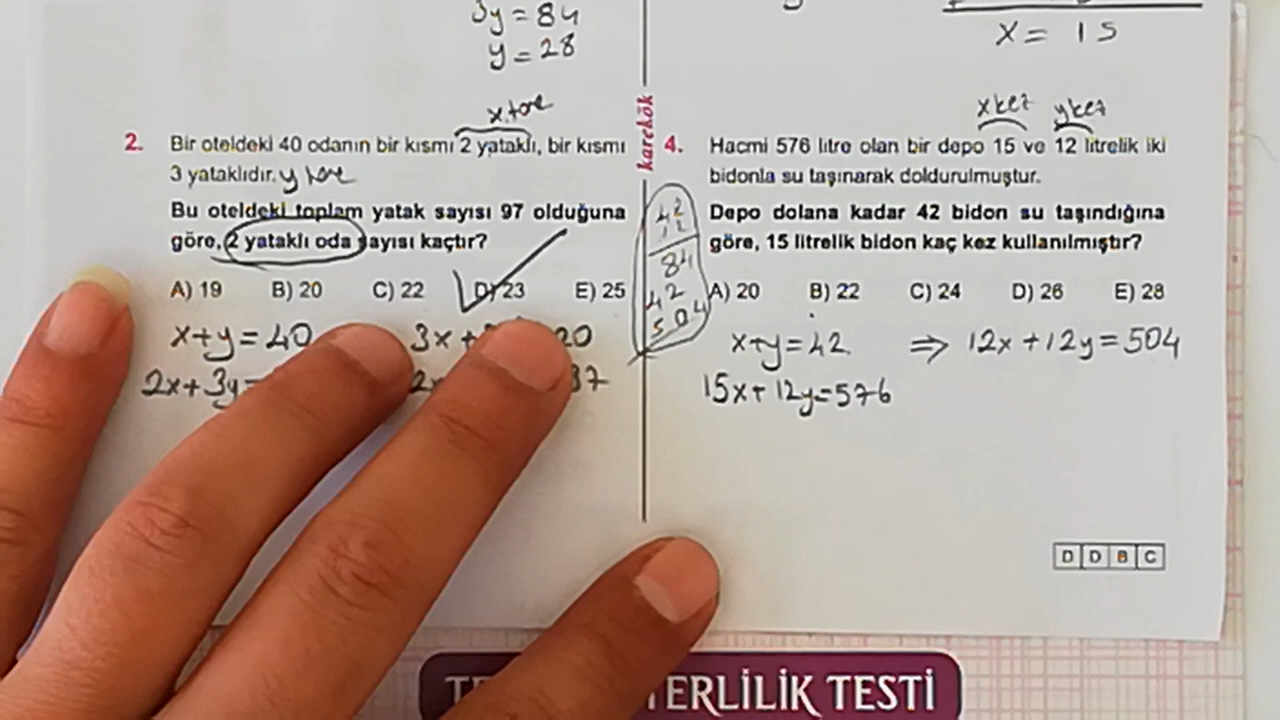 3y = 84
y = 28
x tane
2. Bir oteldeki 40 odanın bir kısmı 2 yataklı, bir kısmı
3 yataklıdır. y tane
Bu oteldeki toplam yatak sayısı 97 olduğuna
göre, 2 yataklı oda sayısı kaçtır?
A) 19 B) 20 C) 22 D) 23 E) 25
x+y=40
2x+3y=
3x+
20
2x
97
karekök
x = 15
x kez y kez
4. Hacmi 576 litre olan bir depo 15 ve 12 litrelik iki
bidonla su taşınarak doldurulmuştur.
Depo dolana kadar 42 bidon su taşındığına
göre, 15 litrelik bidon kaç kez kullanılmıştır?
A) 20 B) 22 C) 24 D) 26 E) 28
42
12
84
42
504
x+y=42 ⇒ 12x+12y=504
15x+12y=576
D D B C
TERLİLİK TESTİ